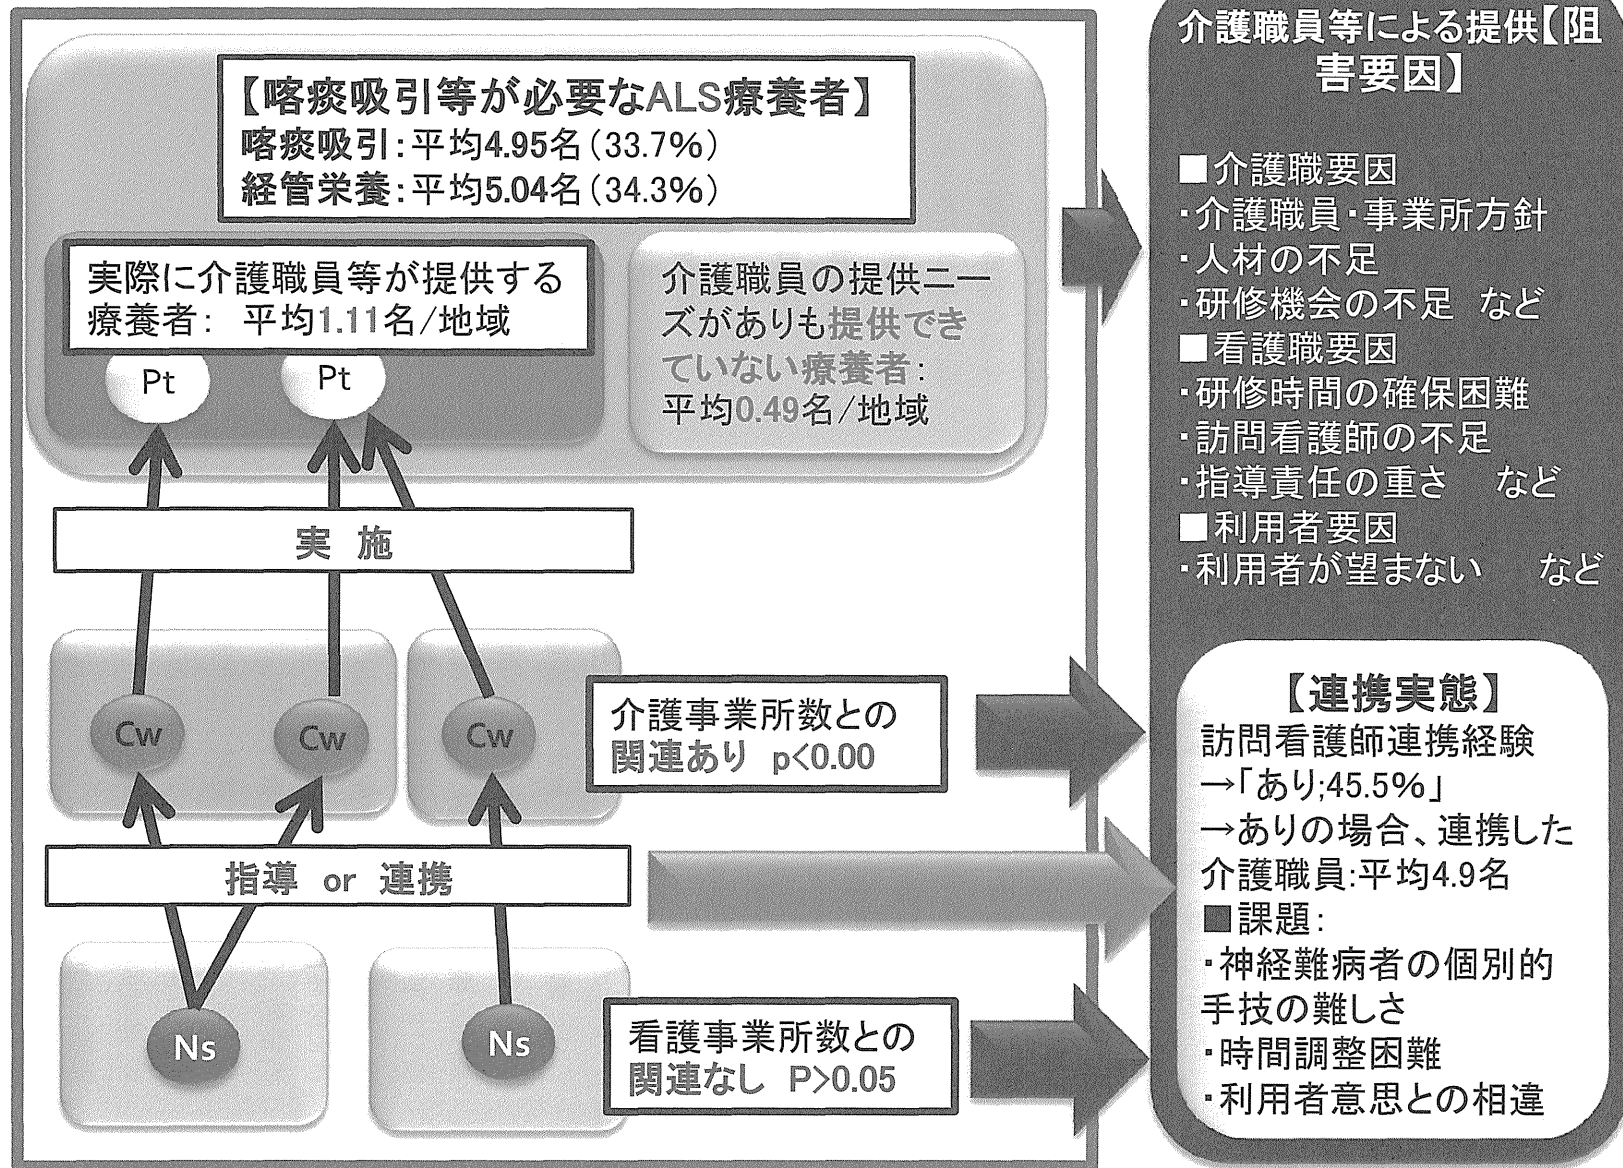 【喀痰吸引等が必要なALS療養者】
喀痰吸引:平均4.95名(33.7%)
経管栄養:平均5.04名(34.3%)
実際に介護職員等が提供する
療養者: 平均1.11名/地域
介護職員の提供ニー
ズがありも提供でき
ていない療養者:
平均0.49名/地域
Pt
Pt
実 施
Cw
Cw
Cw
介護事業所数との
関連あり p<0.00
指導 or 連携
Ns
Ns
看護事業所数との
関連なし P>0.05
介護職員等による提供【阻
害要因】
■介護職要因
・介護職員・事業所方針
・人材の不足
・研修機会の不足 など
■看護職要因
・研修時間の確保困難
・訪問看護師の不足
・指導責任の重さ など
■利用者要因
・利用者が望まない など
【連携実態】
訪問看護師連携経験
→「あり;45.5%」
→ありの場合、連携した
介護職員:平均4.9名
■課題:
・神経難病者の個別的
手技の難しさ
・時間調整困難
・利用者意思との相違